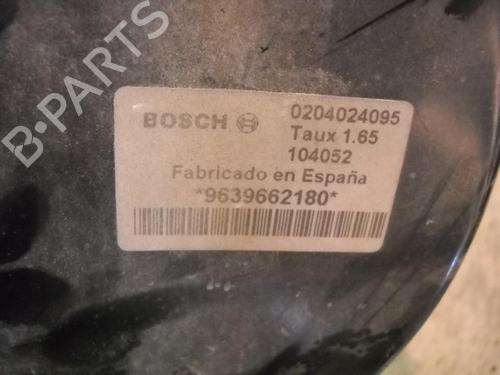 B-PARTS
BOSCH 0204024095
Taux 1.65
104052
Fabricado en España
*9639662180*